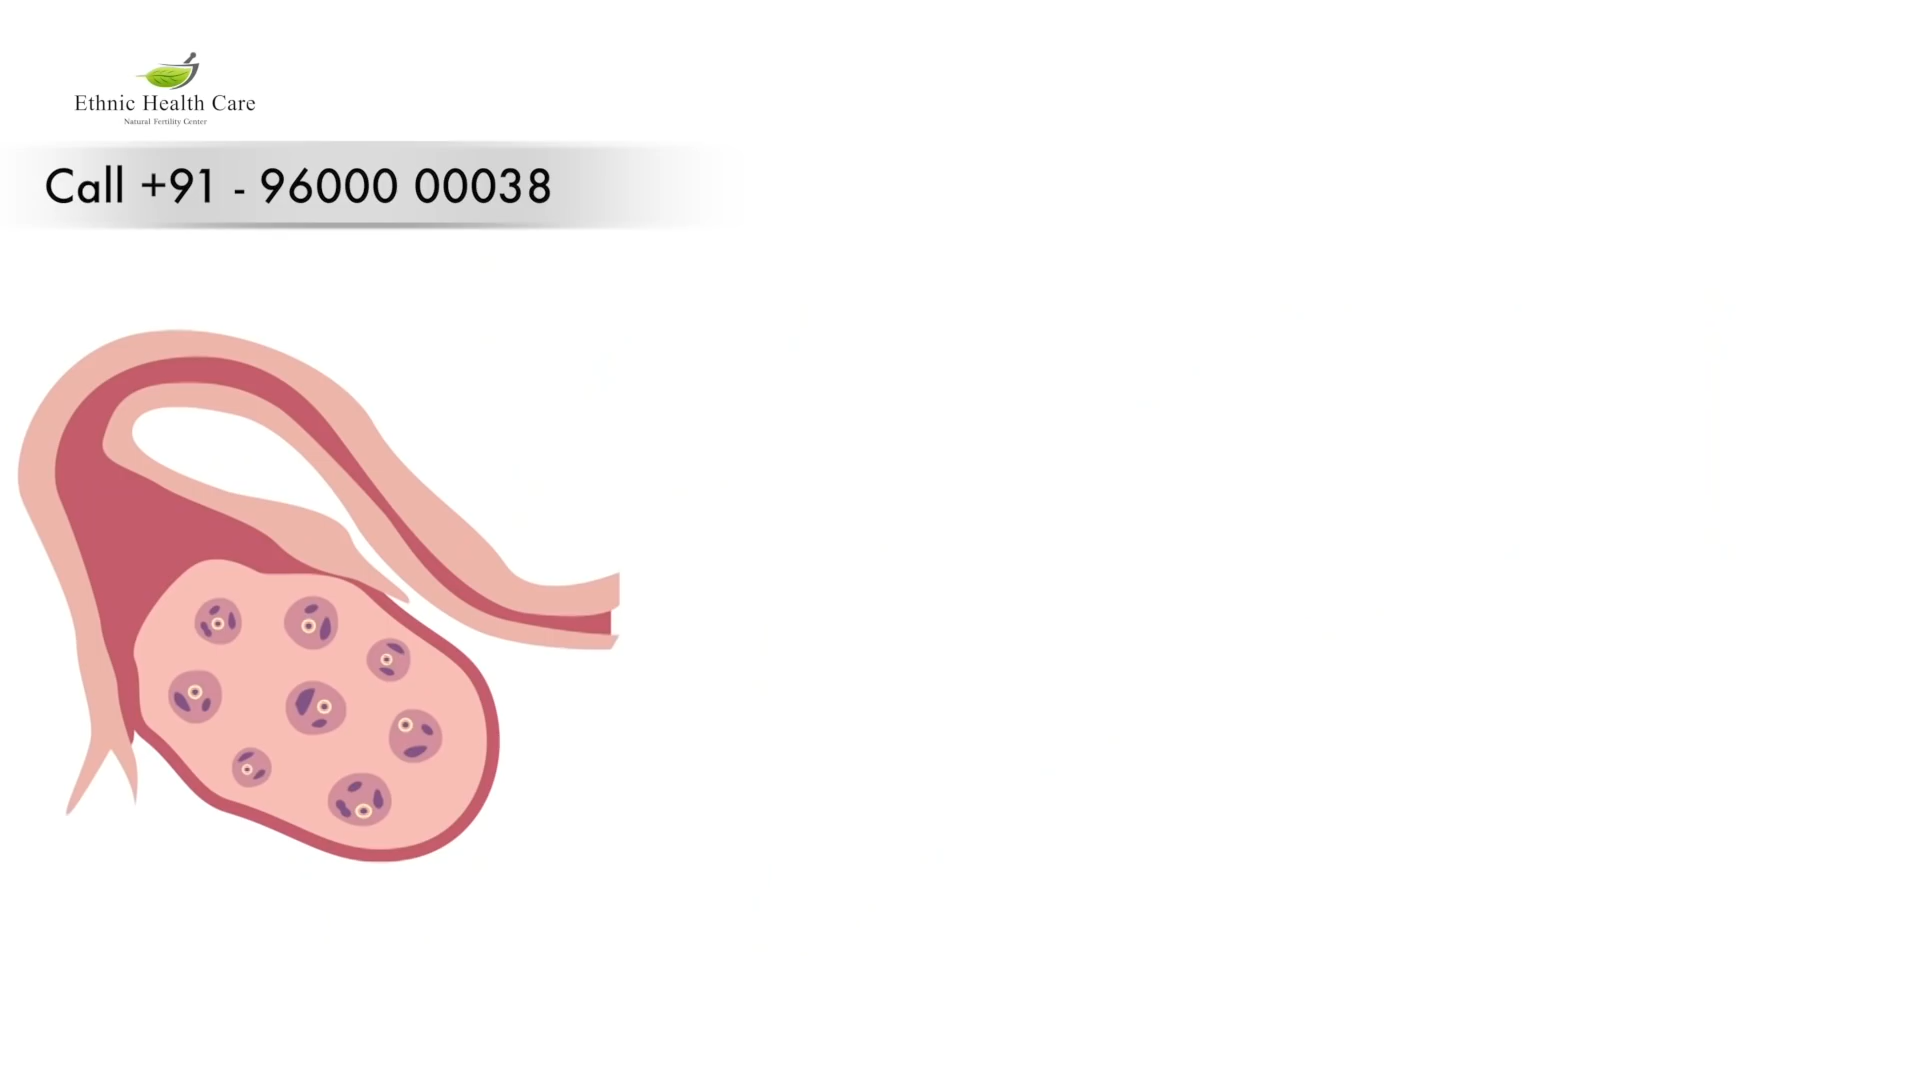 Ethnic Health Care
Natural Fertility Center
Call +91 - 96000 00038